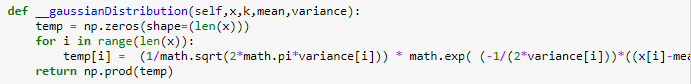 def __gaussianDistribution(self,x,k,mean,variance):
    temp = np.zeros(shape=(len(x)))
    for i in range(len(x)):
        temp[i] =  (1/math.sqrt(2*math.pi*variance[i])) * math.exp( (-1/(2*variance[i]))*((x[i]-mea
    return np.prod(temp)